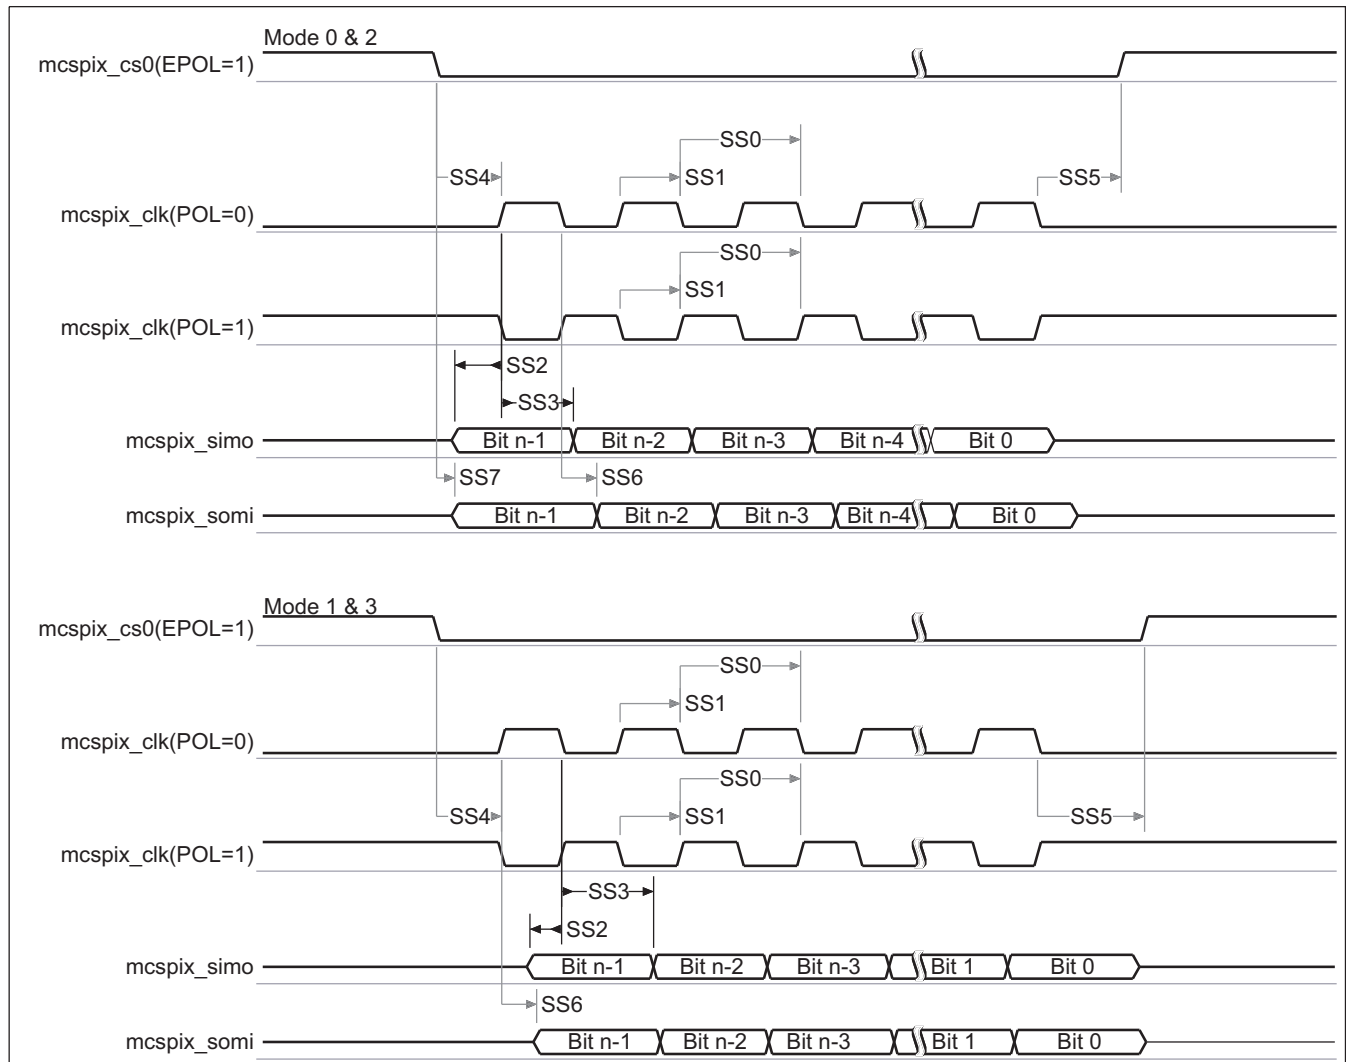 Mode 0 & 2
mcspix_cs0(EPOL=1)
SS0
SS4 SS1 SS5
mcspix_clk(POL=0)
SS0
SS1
mcspix_clk(POL=1)
SS2
SS3
mcspix_simo Bit n-1 Bit n-2 Bit n-3 Bit n-4 Bit 0
SS7 SS6
mcspix_somi Bit n-1 Bit n-2 Bit n-3 Bit n-4 Bit 0
Mode 1 & 3
mcspix_cs0(EPOL=1)
SS0
SS1
mcspix_clk(POL=0)
SS0
SS4 SS1 SS5
mcspix_clk(POL=1)
SS3
SS2
mcspix_simo Bit n-1 Bit n-2 Bit n-3 Bit 1 Bit 0
SS6
mcspix_somi Bit n-1 Bit n-2 Bit n-3 Bit 1 Bit 0